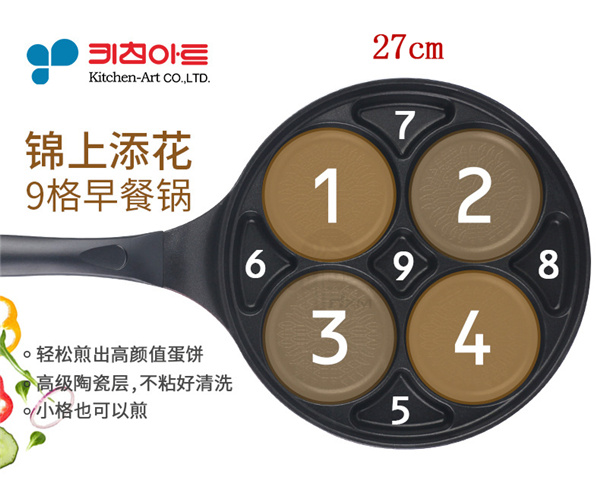 키친아트
Kitchen-Art CO.,LTD.
27cm
锦上添花
9格早餐锅
7
1
2
6
9
8
3
4
5
轻松煎出高颜值蛋饼
高级陶瓷层,不粘好清洗
小格也可以煎